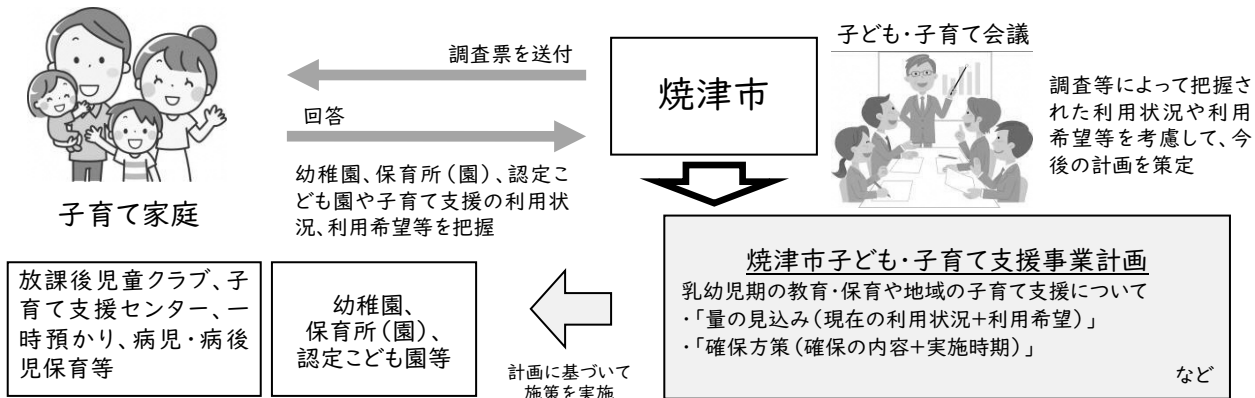 調査票を送付
回答
幼稚園、保育所(園)、認定こ
ども園や子育て支援の利用状
況、利用希望等を把握
子育て家庭
焼津市
子ども・子育て会議
調査等によって把握さ
れた利用状況や利用
希望等を考慮して、今
後の計画を策定
焼津市子ども・子育て支援事業計画
乳幼児期の教育・保育や地域の子育て支援について
・「量の見込み(現在の利用状況+利用希望)」
・「確保方策(確保の内容+実施時期)」
など
計画に基づいて
施策を実施
幼稚園、
保育所(園)、
認定こども園等
放課後児童クラブ、子
育て支援センター、一
時預かり、病児・病後
児保育等